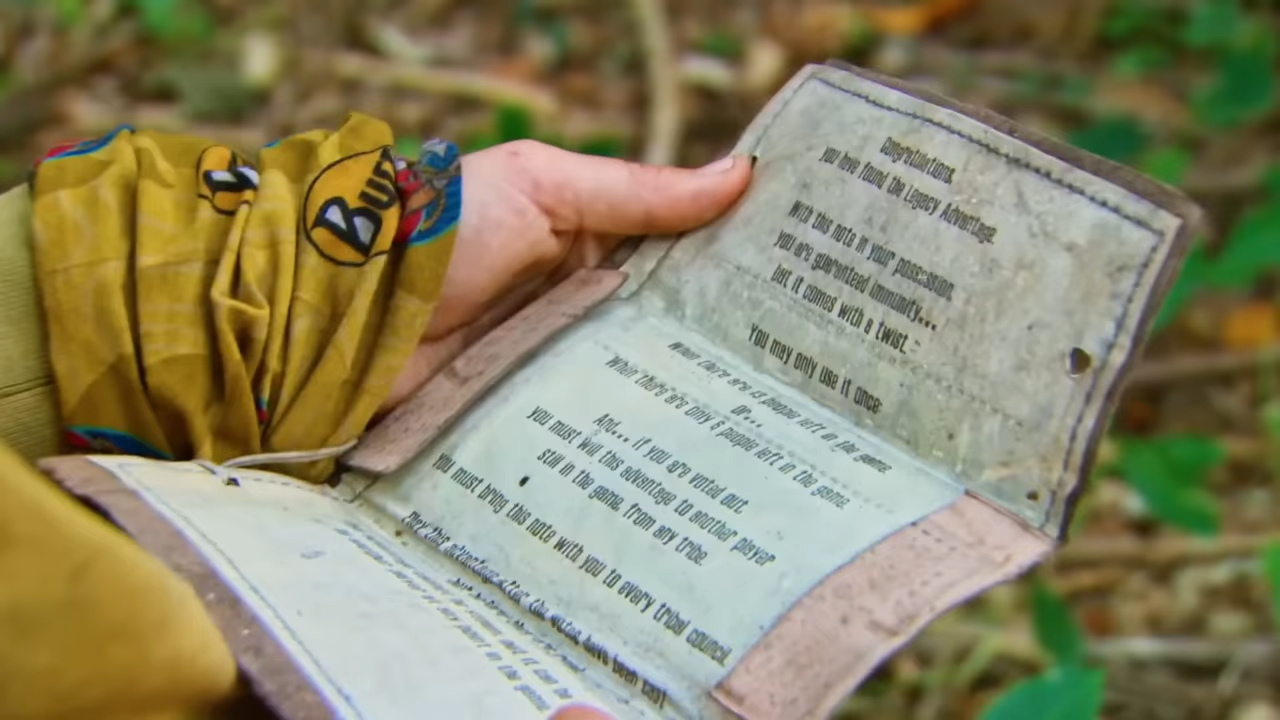 Congratulations,
you have found the Legacy Advantage.
With this note in your possession,
you are guaranteed immunity...
but it comes with a twist.
You may only use it once:
When there are 13 people left in the game.
Or...
When there are only 6 people left in the game.
And... if you are voted out
you must will this advantage to another player
still in the game, from any tribe.
You must bring this note with you to every tribal council.
Play this advantage after the votes have been cast